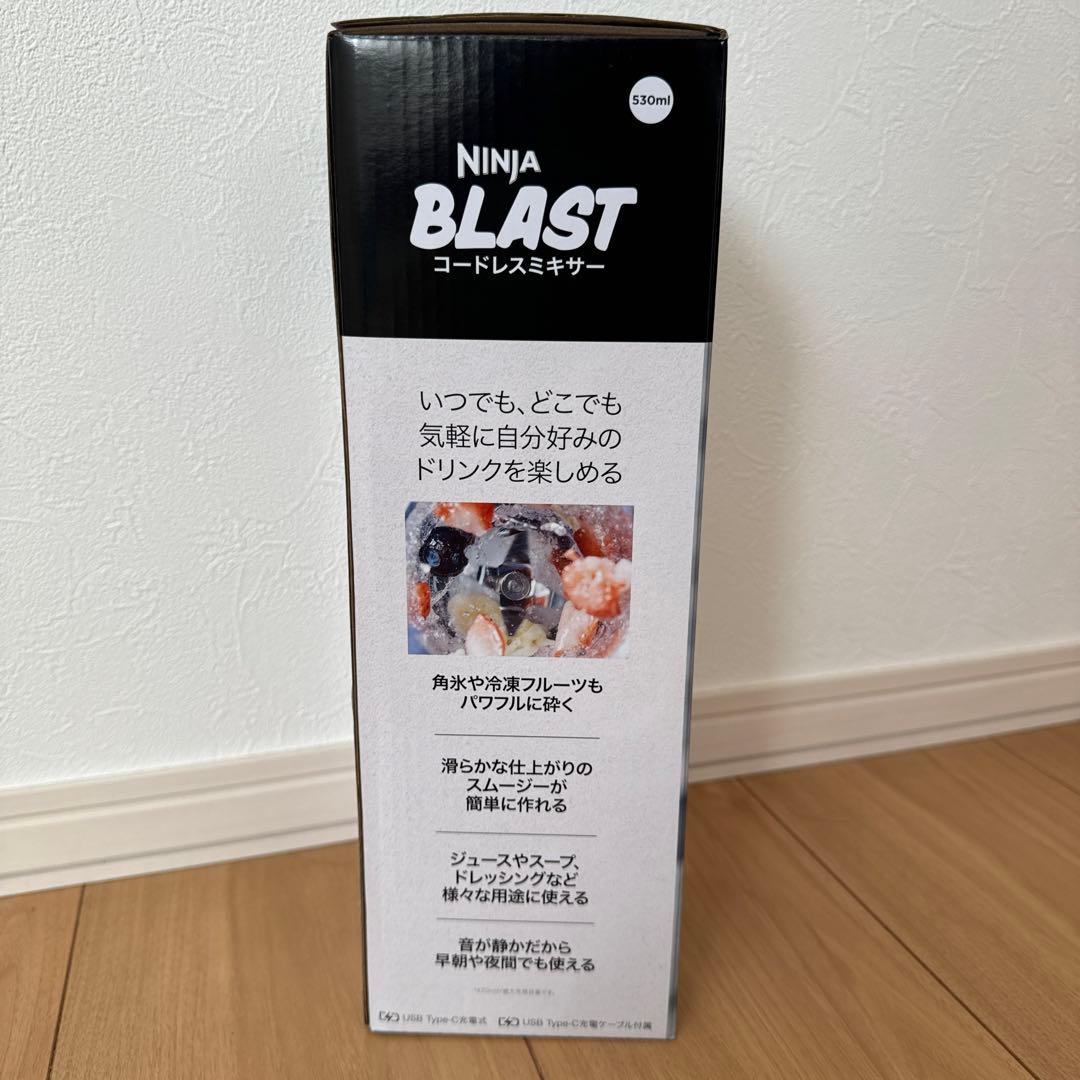 530ml
NINJA
BLAST
コードレスミキサー
いつでも、どこでも
気軽に自分好みの
ドリンクを楽しめる
角氷や冷凍フルーツも
パワフルに砕く
滑らかな仕上がりの
スムージーが
簡単に作れる
ジュースやスープ、
ドレッシングなど
様々な用途に使える
音が静かだから
早朝や夜間でも使える
USB Type-C充電式 USB Type-C充電ケーブル付属